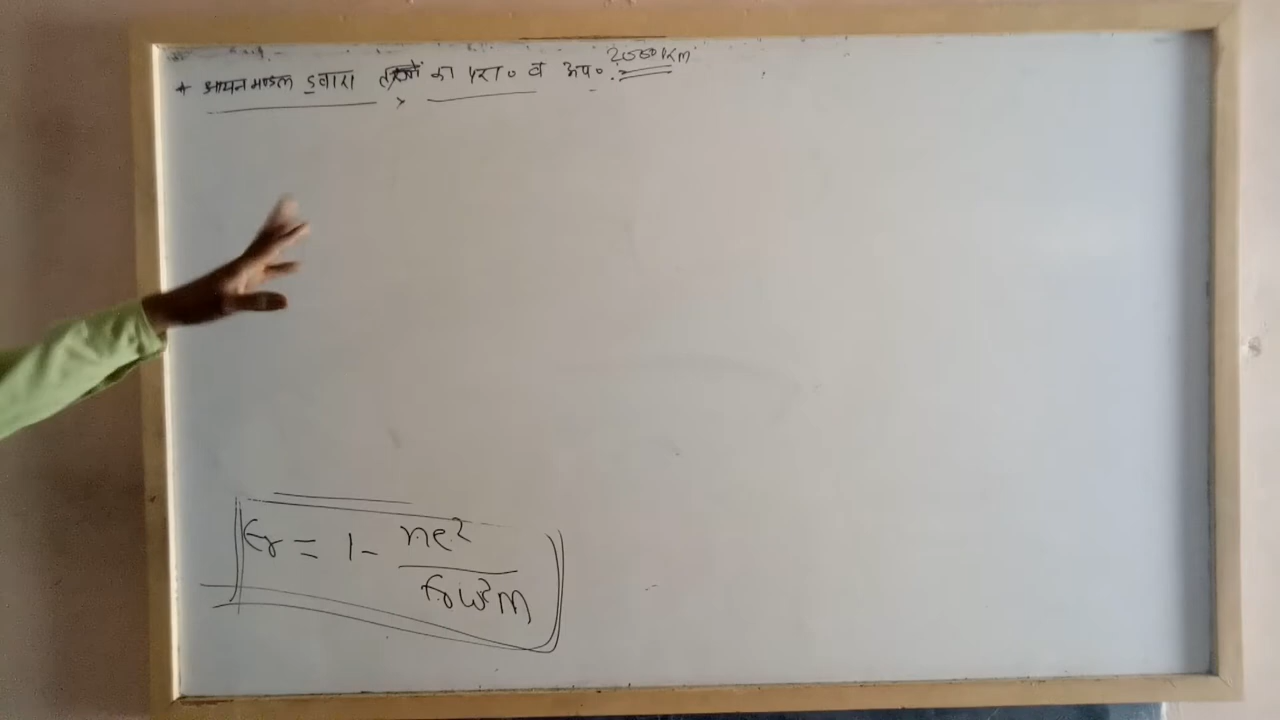 * आयनमण्डल द्वारा तरंगों का परा० व अप० : 2000km
εr = 1 - ne²/ε₀ω²m